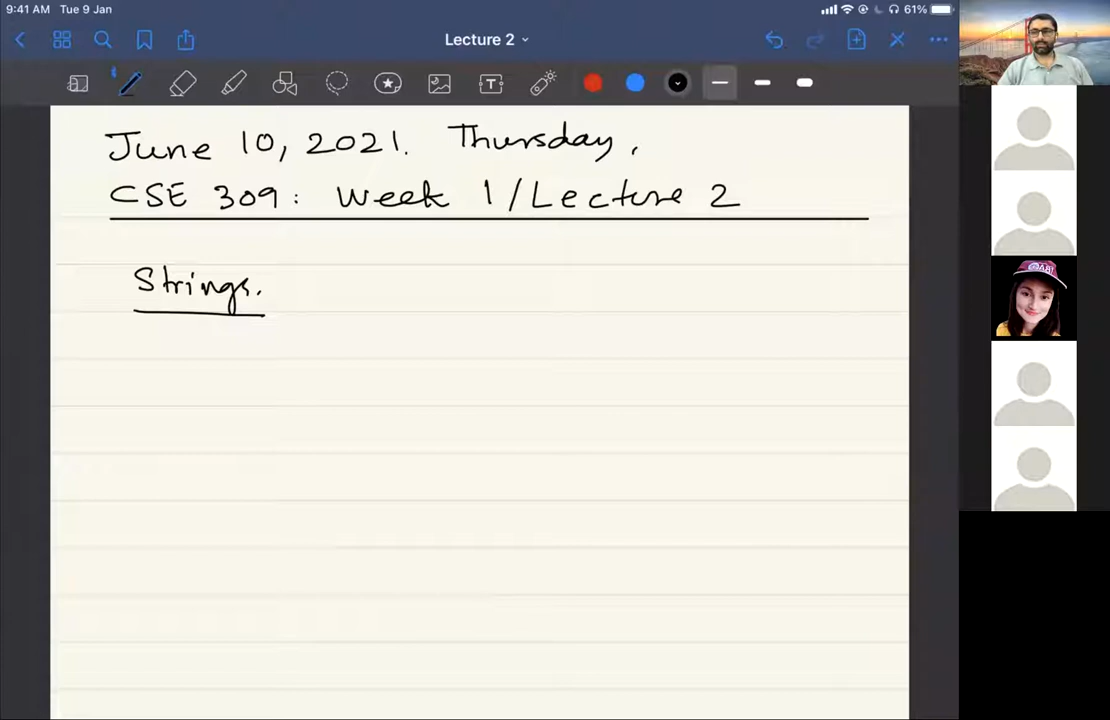 9:41 AM Tue 9 Jan 61%
Lecture 2
June 10, 2021. Thursday,
CSE 309: Week 1/Lecture 2
Strings.